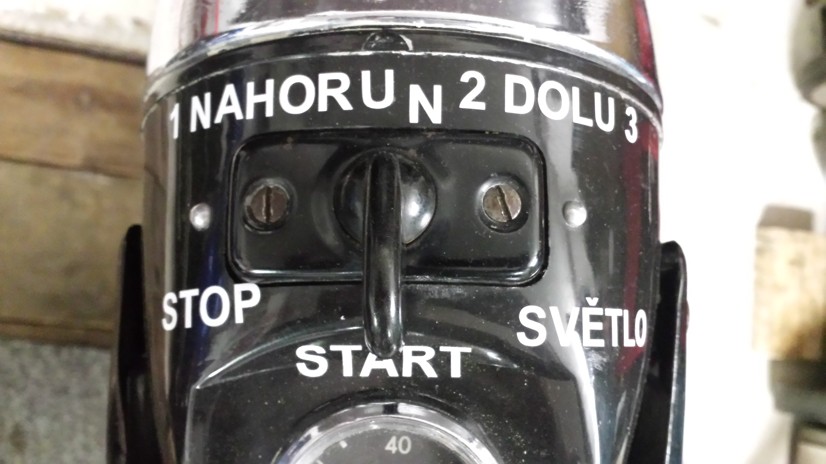 1 NAHORU N 2 DOLU 3
STOP
SVĚTLO
START
40